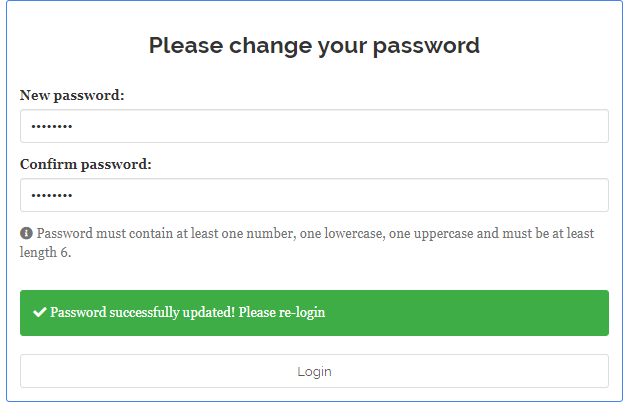 Please change your password
New password:
••••••••
Confirm password:
••••••••
Password must contain at least one number, one lowercase, one uppercase and must be at least
length 6.
Password successfully updated! Please re-login
Login